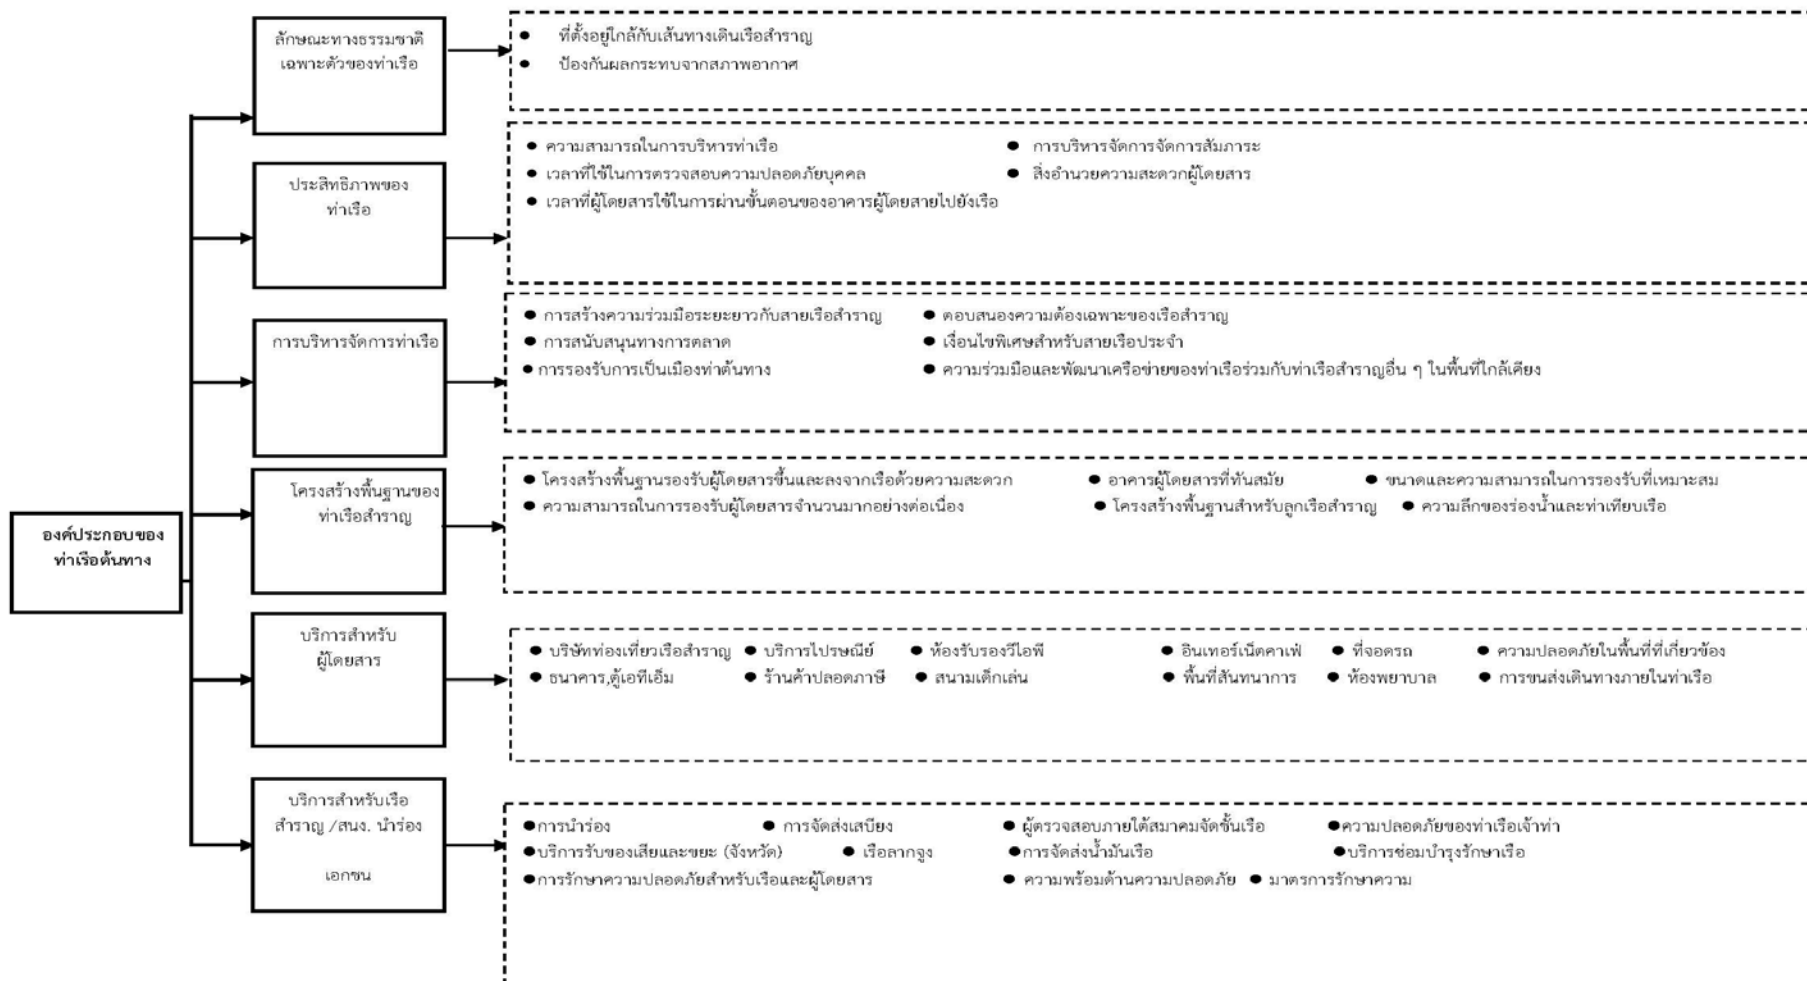 ลักษณะทางธรรมชาติ
เฉพาะตัวของท่าเรือ
● ที่ตั้งอยู่ใกล้กับเส้นทางเดินเรือสำราญ
● ป้องกันผลกระทบจากสภาพอากาศ
ประสิทธิภาพของ
ท่าเรือ
● ความสามารถในการบริหารท่าเรือ ● การบริหารจัดการจัดการสัมภาระ
● เวลาที่ใช้ในการตรวจสอบความปลอดภัยบุคคล ● สิ่งอำนวยความสะดวกผู้โดยสาร
● เวลาที่ผู้โดยสารใช้ในการผ่านขั้นตอนของอาคารผู้โดยสายไปยังเรือ
การบริหารจัดการท่าเรือ
● การสร้างความร่วมมือระยะยาวกับสายเรือสำราญ ● ตอบสนองความต้องเฉพาะของเรือสำราญ
● การสนับสนุนทางการตลาด ● เงื่อนไขพิเศษสำหรับสายเรือประจำ
● การรองรับการเป็นเมืองท่าต้นทาง ● ความร่วมมือและพัฒนาเครือข่ายของท่าเรือร่วมกับท่าเรือสำราญอื่น ๆ ในพื้นที่ใกล้เคียง
โครงสร้างพื้นฐานของ
ท่าเรือสำราญ
● โครงสร้างพื้นฐานรองรับผู้โดยสารขึ้นและลงจากเรือด้วยความสะดวก ● อาคารผู้โดยสารที่ทันสมัย ● ขนาดและความสามารถในการรองรับที่เหมาะสม
● ความสามารถในการรองรับผู้โดยสารจำนวนมากอย่างต่อเนื่อง ● โครงสร้างพื้นฐานสำหรับลูกเรือสำราญ ● ความลึกของร่องน้ำและท่าเทียบเรือ
องค์ประกอบของ
ท่าเรือต้นทาง
บริการสำหรับ
ผู้โดยสาร
● บริษัทท่องเที่ยวเรือสำราญ ● บริการไปรษณีย์ ● ห้องรับรองวีไอพี ● อินเทอร์เน็ตคาเฟ่ ● ที่จอดรถ ● ความปลอดภัยในพื้นที่ที่เกี่ยวข้อง
● ธนาคาร,ตู้เอทีเอ็ม ● ร้านค้าปลอดภาษี ● สนามเด็กเล่น ● พื้นที่สันทนาการ ● ห้องพยาบาล ● การขนส่งเดินทางภายในท่าเรือ
บริการสำหรับเรือ
สำราญ /สนง. นำร่อง
เอกชน
●การนำร่อง ● การจัดส่งเสบียง ● ผู้ตรวจสอบภายใต้สมาคมจัดชั้นเรือ ●ความปลอดภัยของท่าเรือเจ้าท่า
●บริการรับของเสียและขยะ (จังหวัด) ● เรือลากจูง ●การจัดส่งน้ำมันเรือ ●บริการซ่อมบำรุงรักษาเรือ
●การรักษาความปลอดภัยสำหรับเรือและผู้โดยสาร ● ความพร้อมด้านความปลอดภัย ● มาตรการรักษาความ